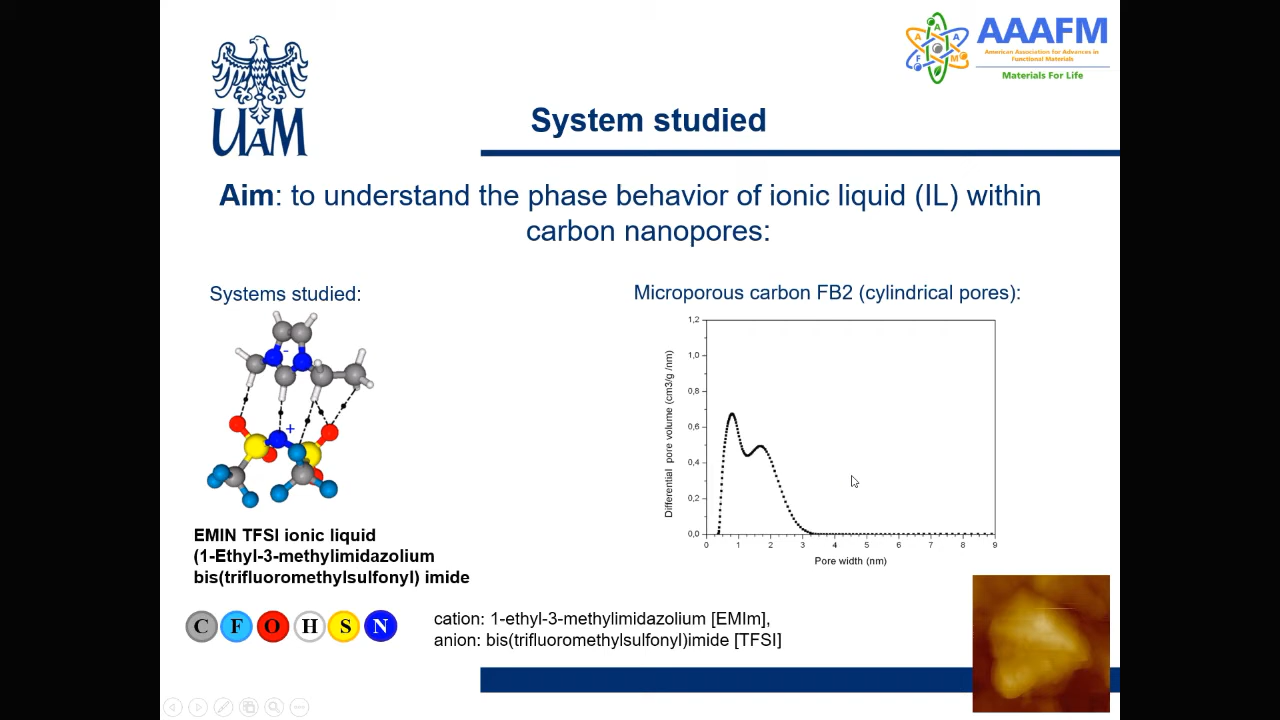 UAM
A
A
A
F
M
AAAFM
American Association for Advances in
Functional Materials
Materials For Life
System studied
Aim: to understand the phase behavior of ionic liquid (IL) within
carbon nanopores:
Systems studied:
-
+
EMIN TFSI ionic liquid
(1-Ethyl-3-methylimidazolium
bis(trifluoromethylsulfonyl) imide
C F O H S N
Microporous carbon FB2 (cylindrical pores):
Differential pore volume (cm3/g /nm)
1,2
1,0
0,8
0,6
0,4
0,2
0,0
0 1 2 3 4 5 6 7 8 9
Pore width (nm)
cation: 1-ethyl-3-methylimidazolium [EMIm],
anion: bis(trifluoromethylsulfonyl)imide [TFSI]